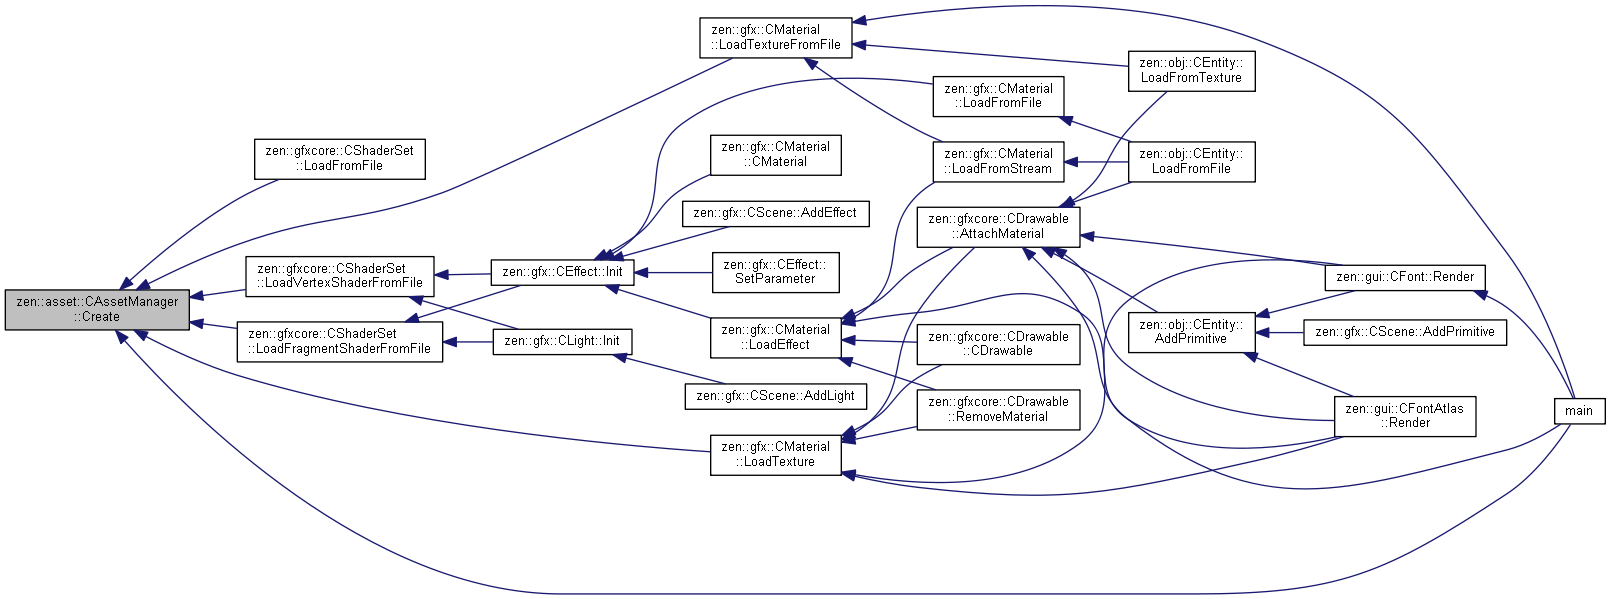 zen::gfx::CMaterial
::LoadTextureFromFile
zen::obj::CEntity::
LoadFromTexture
zen::gfx::CMaterial
::LoadFromFile
zen::gfxcore::CShaderSet
::LoadFromFile
zen::gfx::CMaterial
::CMaterial
zen::gfx::CMaterial
::LoadFromStream
zen::obj::CEntity::
LoadFromFile
zen::gfx::CScene::AddEffect
zen::gfxcore::CDrawable
::AttachMaterial
zen::gfxcore::CShaderSet
::LoadVertexShaderFromFile
zen::gfx::CEffect::Init
zen::gfx::CEffect::
SetParameter
zen::gui::CFont::Render
zen::asset::CAssetManager
::Create
zen::gfxcore::CShaderSet
::LoadFragmentShaderFromFile
zen::gfx::CLight::Init
zen::gfx::CMaterial
::LoadEffect
zen::gfxcore::CDrawable
::CDrawable
zen::obj::CEntity::
AddPrimitive
zen::gfx::CScene::AddPrimitive
zen::gfx::CScene::AddLight
zen::gfxcore::CDrawable
::RemoveMaterial
zen::gui::CFontAtlas
::Render
main
zen::gfx::CMaterial
::LoadTexture